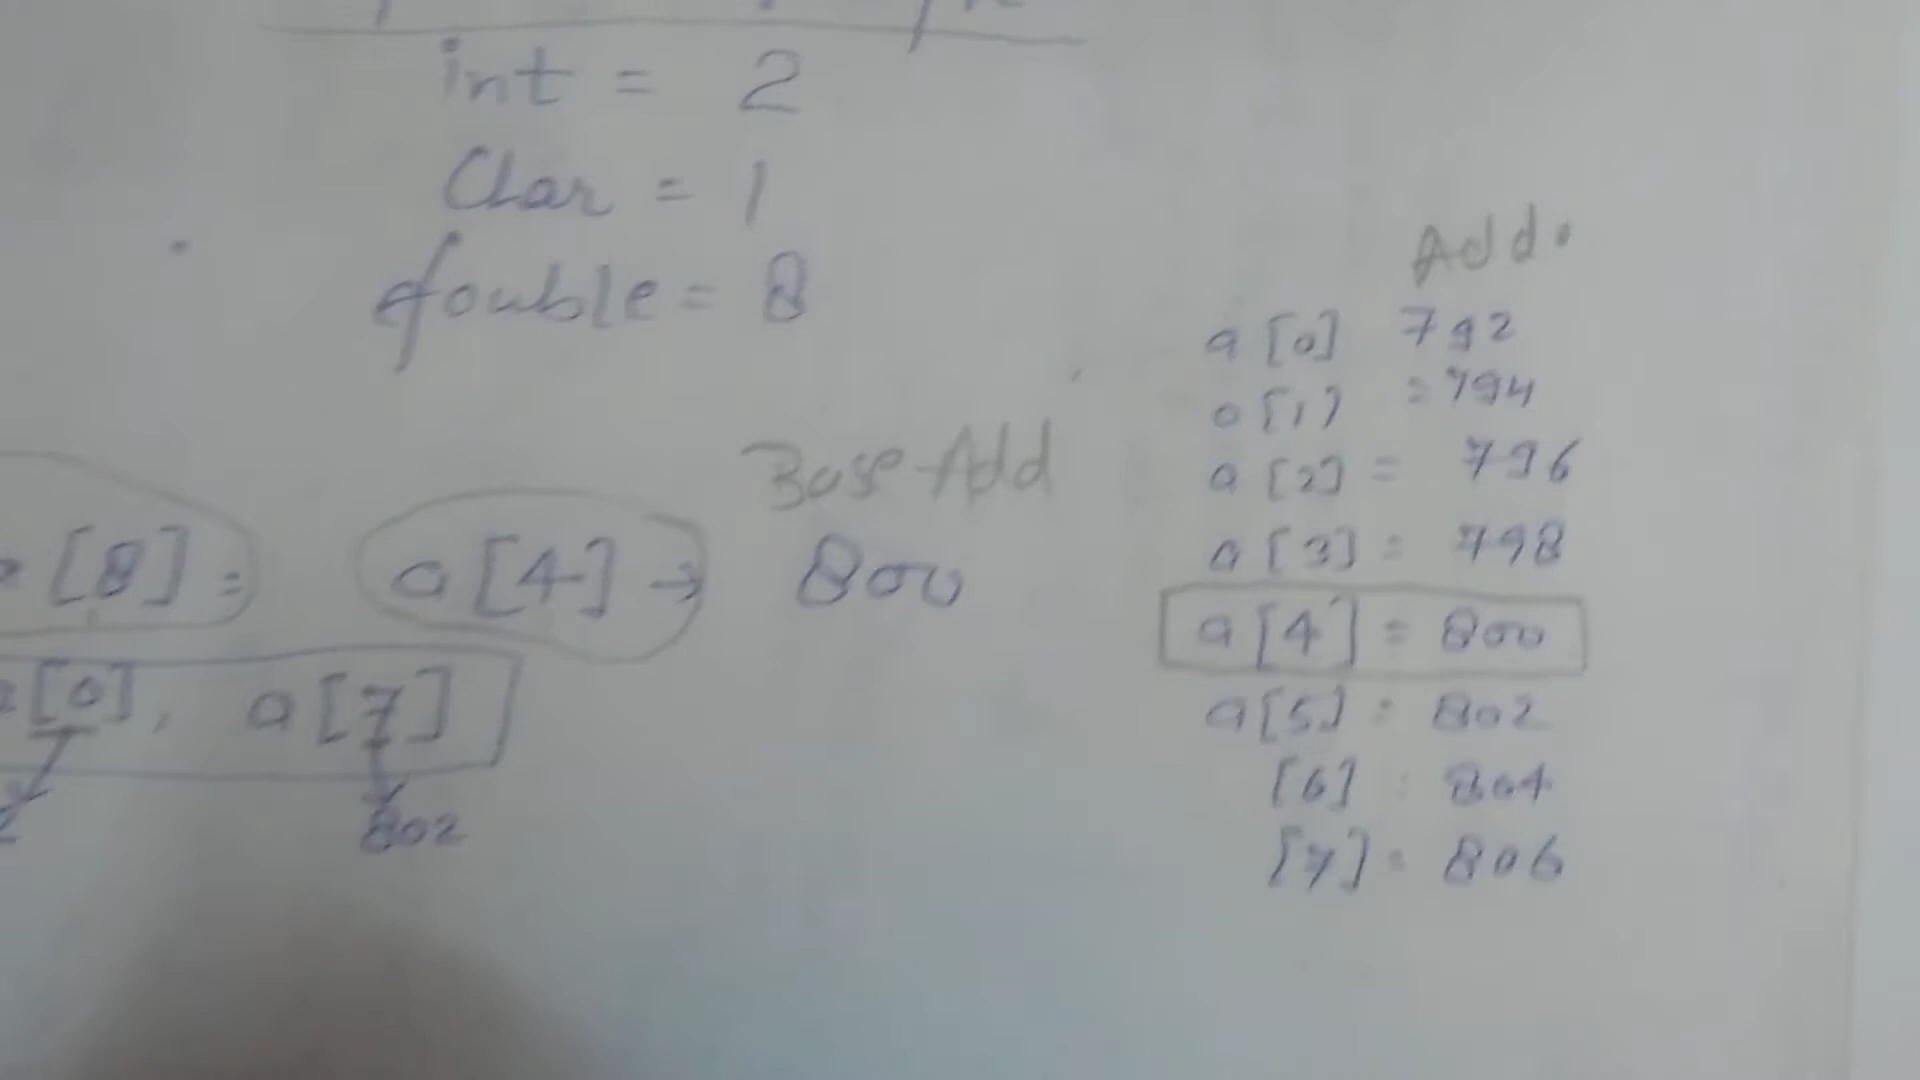 int = 2
Char = 1
double = 8
Base Add
[8] = a[4] → 800
[0], a[7]
802
Add.
a[0] 792
a[1] = 794
a[2] = 796
a[3] = 798
a[4] = 800
a[5] = 802
[6] = 804
[7] = 806